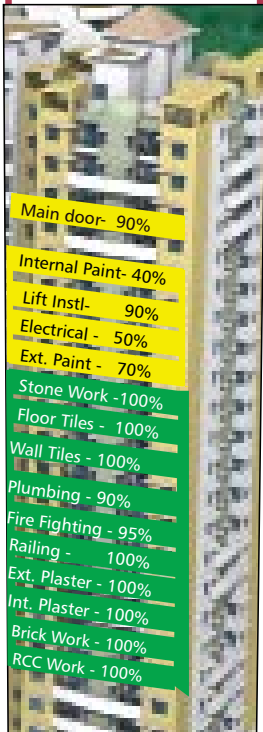 Main door- 90%
Internal Paint- 40%
Lift Instl- 90%
Electrical - 50%
Ext. Paint - 70%
Stone Work -100%
Floor Tiles - 100%
Wall Tiles - 100%
Plumbing - 90%
Fire Fighting - 95%
Railing - 100%
Ext. Plaster - 100%
Int. Plaster - 100%
Brick Work - 100%
RCC Work - 100%